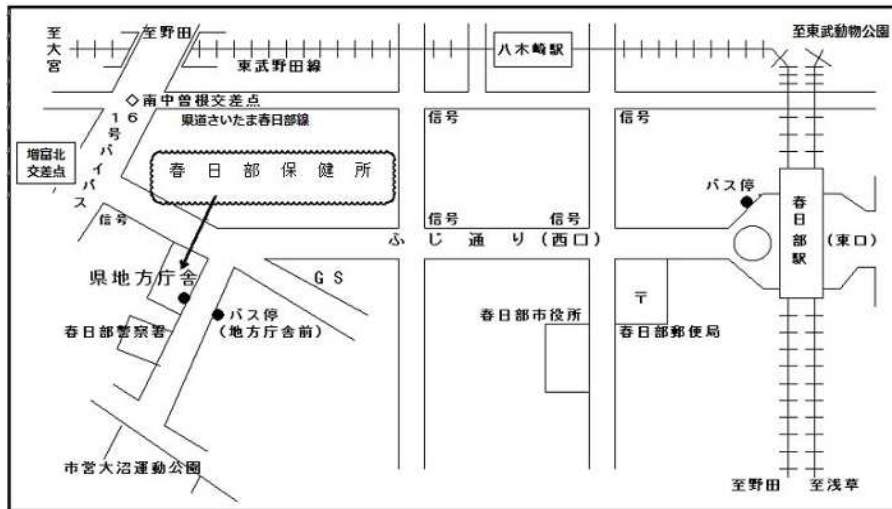 至大宮
至野田
東武野田線
八木崎駅
至東武動物公園
◇南中曽根交差点
16号バイパス
県道さいたま春日部線
信号
信号
増富北
交差点
春日部保健所
バス停
春日部駅
信号
信号
信号
ふじ通り(西口)
(東口)
県地方庁舎
GS
〒
バス停
(地方庁舎前)
春日部警察署
春日部市役所
春日部郵便局
市営大沼運動公園
至野田
至浅草